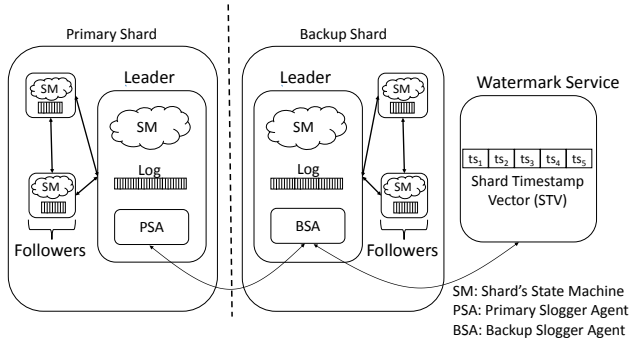 Primary Shard
Backup Shard
Leader
SM
SM
Followers
SM
Log
PSA
Leader
SM
Log
BSA
SM
SM
Followers
Watermark Service
ts1 ts2 ts3 ts4 ts5
Shard Timestamp
Vector (STV)
SM: Shard's State Machine
PSA: Primary Slogger Agent
BSA: Backup Slogger Agent